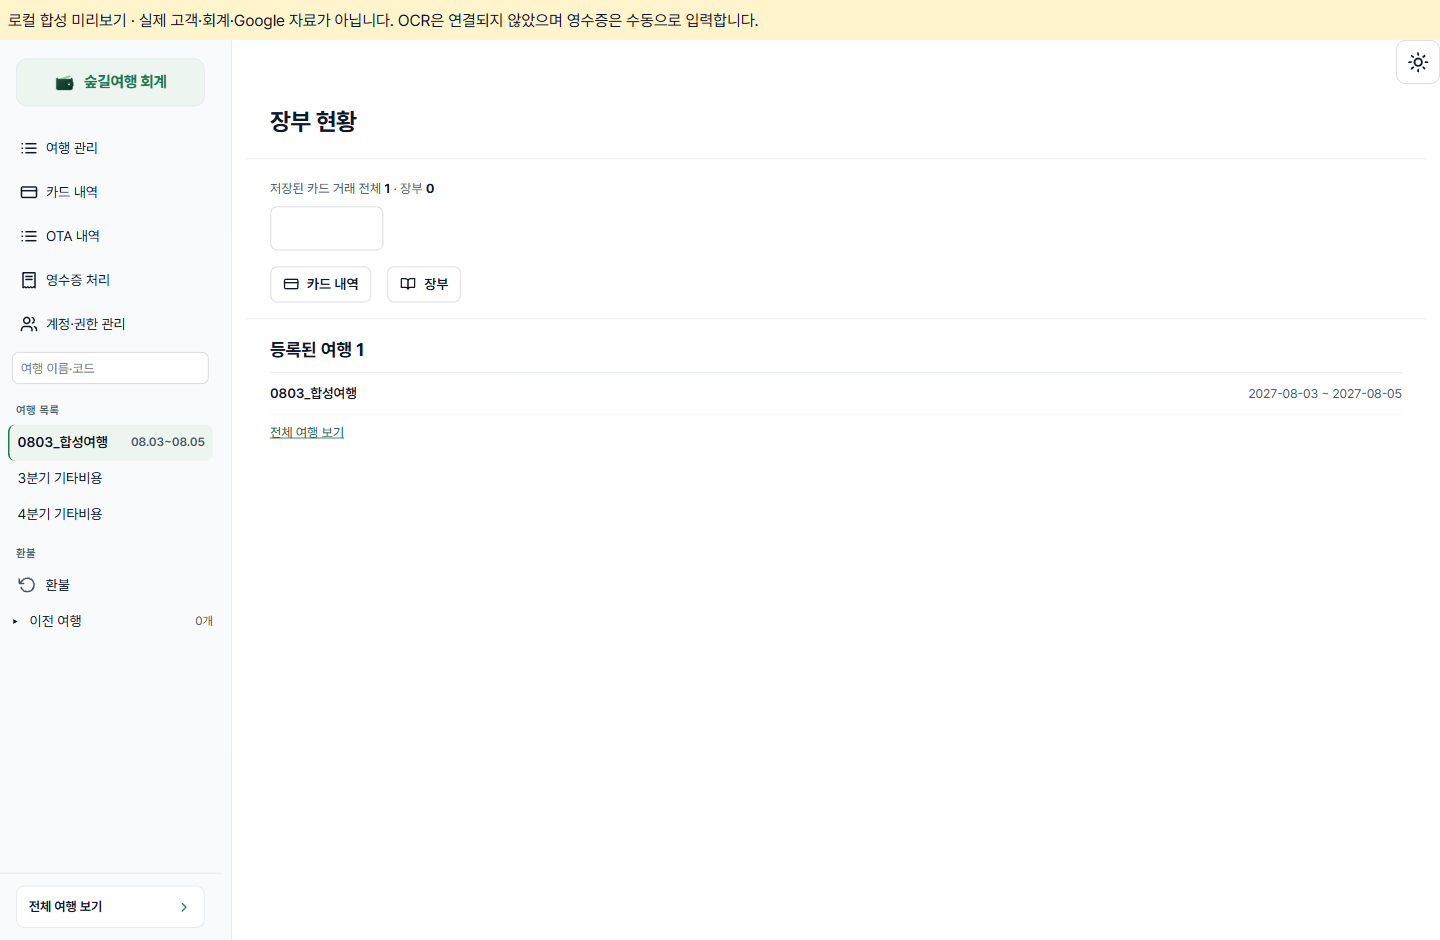 로컬 합성 미리보기 · 실제 고객·회계·Google 자료가 아닙니다. OCR은 연결되지 않았으며 영수증은 수동으로 입력합니다.
숲길여행 회계
여행 관리
카드 내역
OTA 내역
영수증 처리
계정·권한 관리
여행 이름·코드
여행 목록
0803_합성여행 08.03~08.05
3분기 기타비용
4분기 기타비용
환불
환불
이전 여행 0개
전체 여행 보기
장부 현황
저장된 카드 거래 전체 1 · 장부 0
카드 내역 장부
등록된 여행 1
0803_합성여행 2027-08-03 ~ 2027-08-05
전체 여행 보기